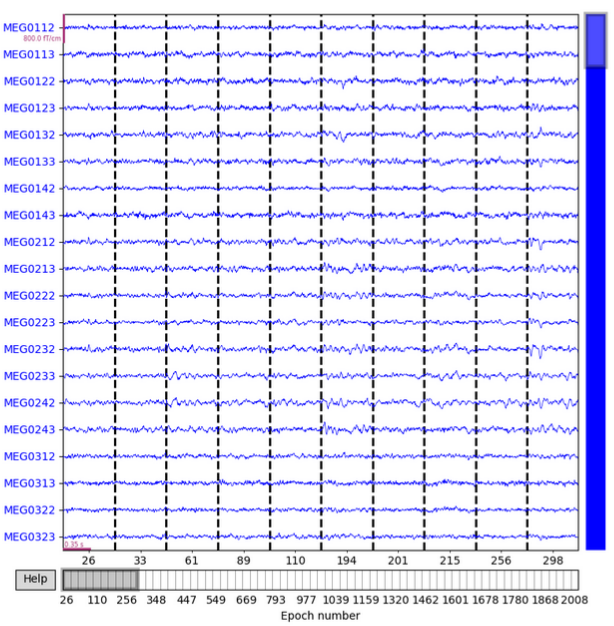 MEG0112
800.0 fT/cm
MEG0113
MEG0122
MEG0123
MEG0132
MEG0133
MEG0142
MEG0143
MEG0212
MEG0213
MEG0222
MEG0223
MEG0232
MEG0233
MEG0242
MEG0243
MEG0312
MEG0313
MEG0322
MEG0323
0.35 s
26 33 61 89 110 194 201 215 256 298
Help
26 110 256 348 447 549 669 793 977 1039 1159 1320 1462 1601 1678 1780 1868 2008
Epoch number